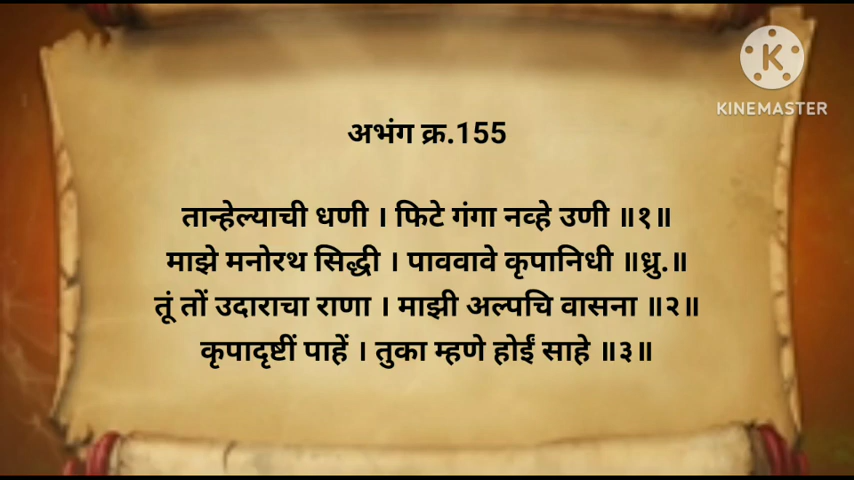 KINEMASTER
अभंग क्र.155
तान्हेल्याची धणी । फिटे गंगा नव्हे उणी ॥१॥
माझे मनोरथ सिद्धी । पाववावे कृपानिधी ॥ध्रु.॥
तूं तों उदाराचा राणा । माझी अल्पचि वासना ॥२॥
कृपादृष्टीं पाहें । तुका म्हणे होईं साहे ॥३॥